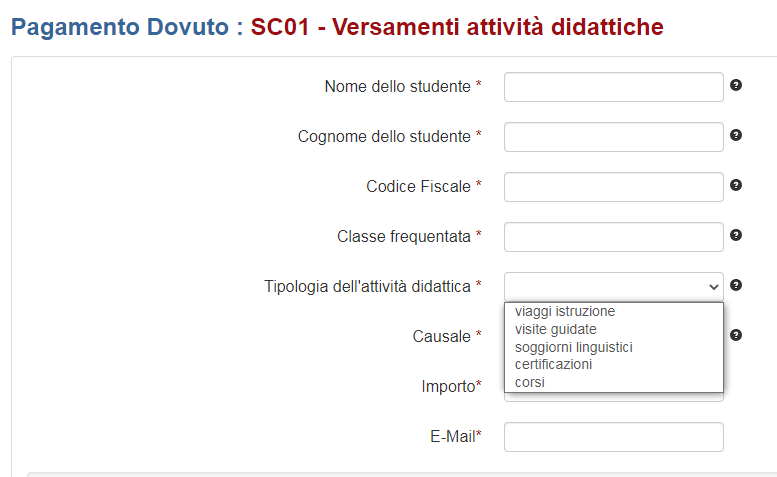 Pagamento Dovuto : SC01 - Versamenti attività didattiche
Nome dello studente *
Cognome dello studente *
Codice Fiscale *
Classe frequentata *
Tipologia dell'attività didattica *
viaggi istruzione
visite guidate
soggiorni linguistici
certificazioni
corsi
Causale *
Importo*
E-Mail*